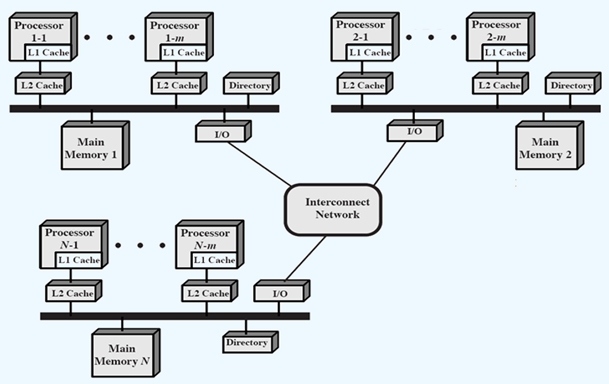 Processor
1-1
L1 Cache
Processor
1-m
L1 Cache
L2 Cache
L2 Cache
Directory
Main
Memory 1
I/O
Processor
2-1
L1 Cache
Processor
2-m
L1 Cache
L2 Cache
L2 Cache
Directory
I/O
Main
Memory 2
Interconnect
Network
Processor
N-1
L1 Cache
Processor
N-m
L1 Cache
L2 Cache
L2 Cache
I/O
Main
Memory N
Directory